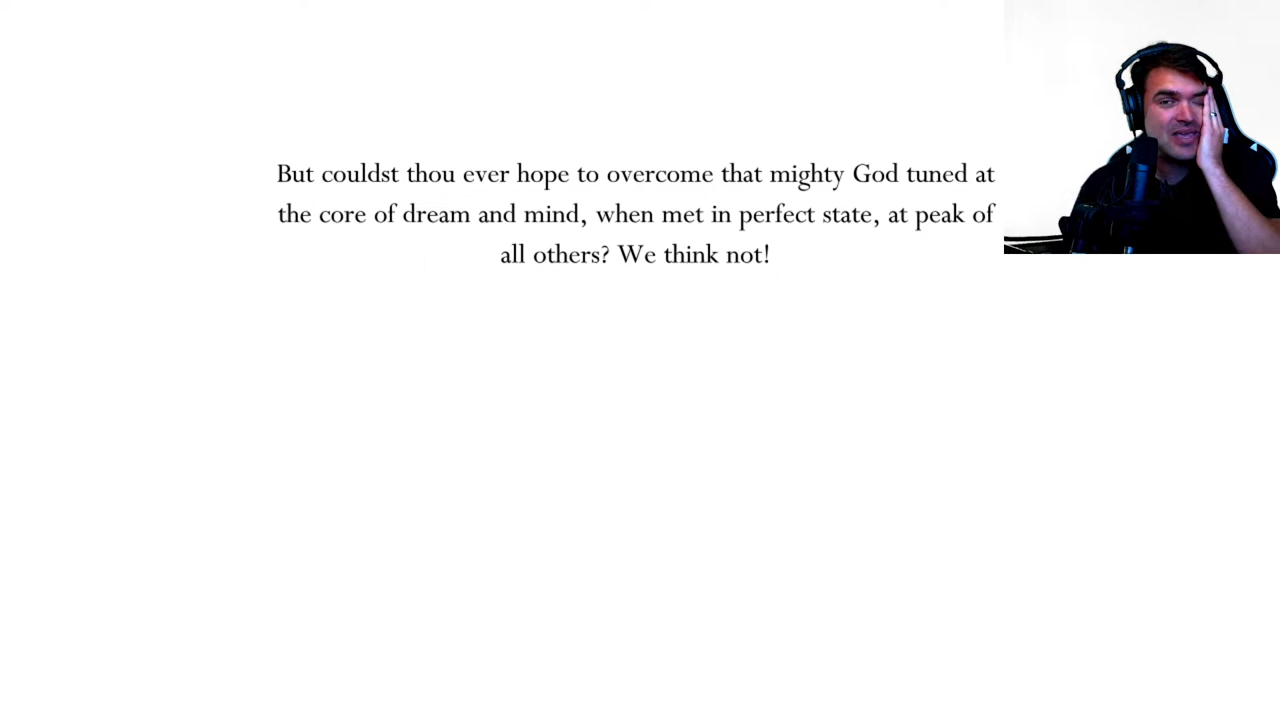 But couldst thou ever hope to overcome that mighty God tuned at
the core of dream and mind, when met in perfect state, at peak of
all others? We think not!